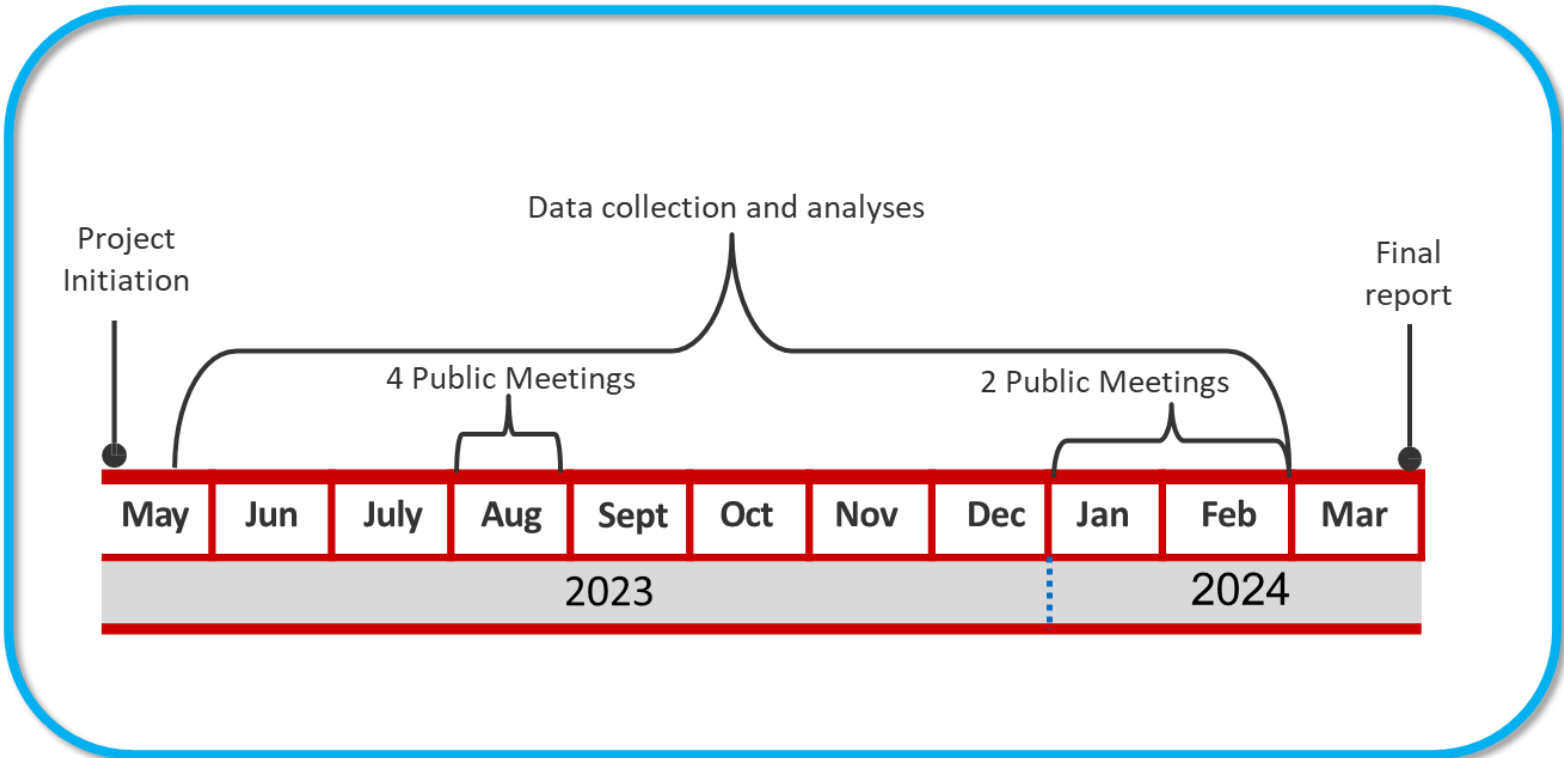 Data collection and analyses
Project
Initiation
Final
report
4 Public Meetings
2 Public Meetings
May Jun July Aug Sept Oct Nov Dec Jan Feb Mar
2023 2024